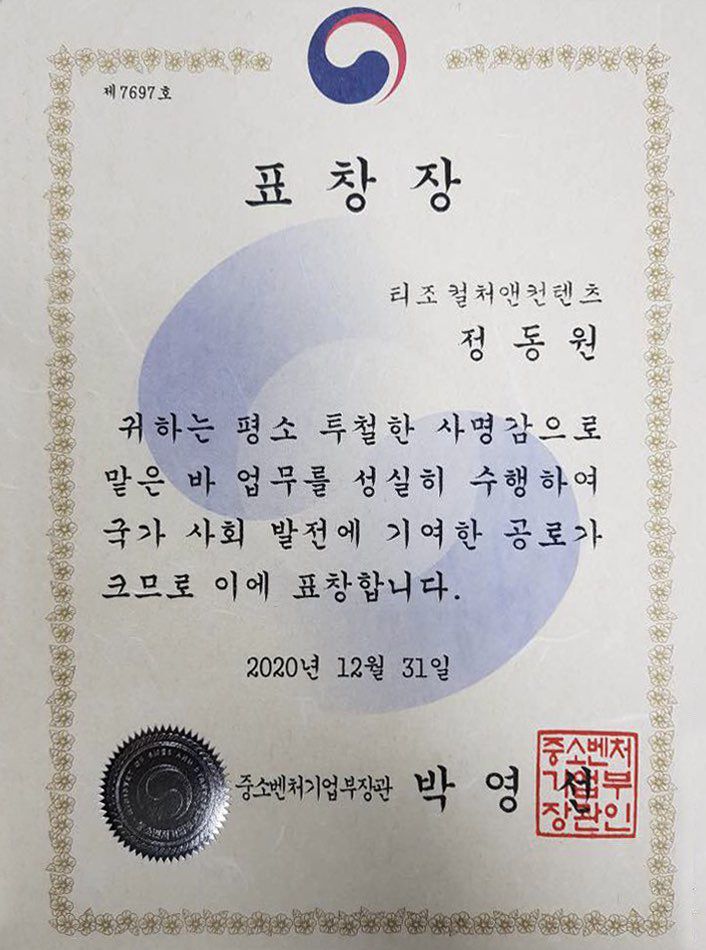 제 7697 호
표 창 장
티조컬처앤컨텐츠
정 동 원
귀하는 평소 투철한 사명감으로
맡은 바 업무를 성실히 수행하여
국가 사회 발전에 기여한 공로가
크므로 이에 표창합니다.
2020년 12월 31일
중소벤처기업부장관 박 영 선
중소벤처
기업부
장관인